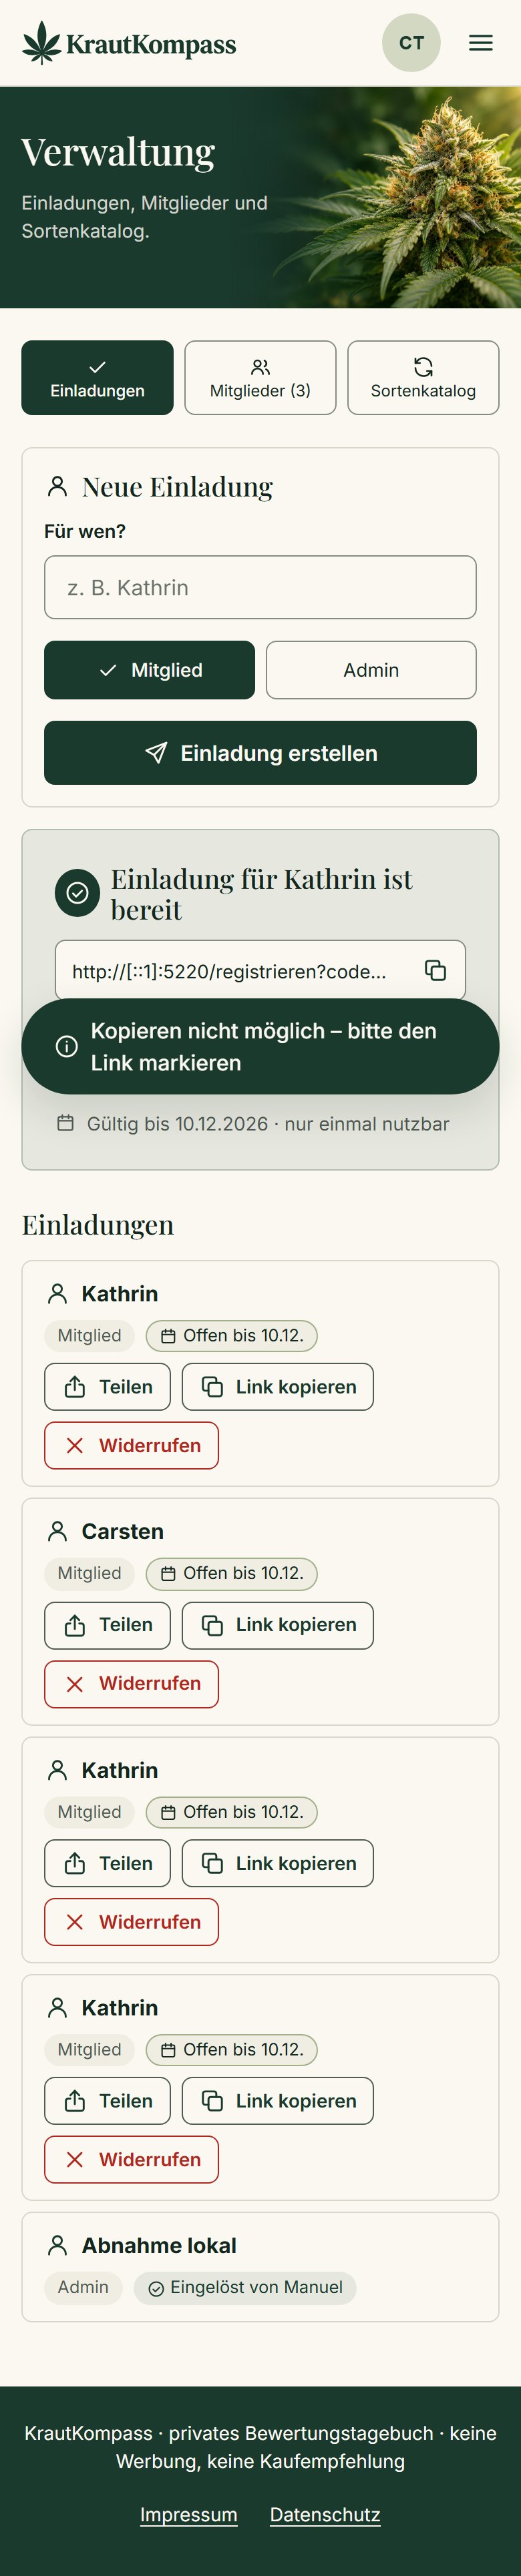 KrautKompass
CT
Verwaltung
Einladungen, Mitglieder und
Sortenkatalog.
Einladungen
Mitglieder (3)
Sortenkatalog
Neue Einladung
Für wen?
z. B. Kathrin
Mitglied
Admin
Einladung erstellen
Einladung für Kathrin ist
bereit
http://[::1]:5220/registrieren?code...
Kopieren nicht möglich – bitte den
Link markieren
Gültig bis 10.12.2026 · nur einmal nutzbar
Einladungen
Kathrin
Mitglied
Offen bis 10.12.
Teilen
Link kopieren
Widerrufen
Carsten
Mitglied
Offen bis 10.12.
Teilen
Link kopieren
Widerrufen
Kathrin
Mitglied
Offen bis 10.12.
Teilen
Link kopieren
Widerrufen
Kathrin
Mitglied
Offen bis 10.12.
Teilen
Link kopieren
Widerrufen
Abnahme lokal
Admin
Eingelöst von Manuel
KrautKompass · privates Bewertungstagebuch · keine
Werbung, keine Kaufempfehlung
Impressum
Datenschutz